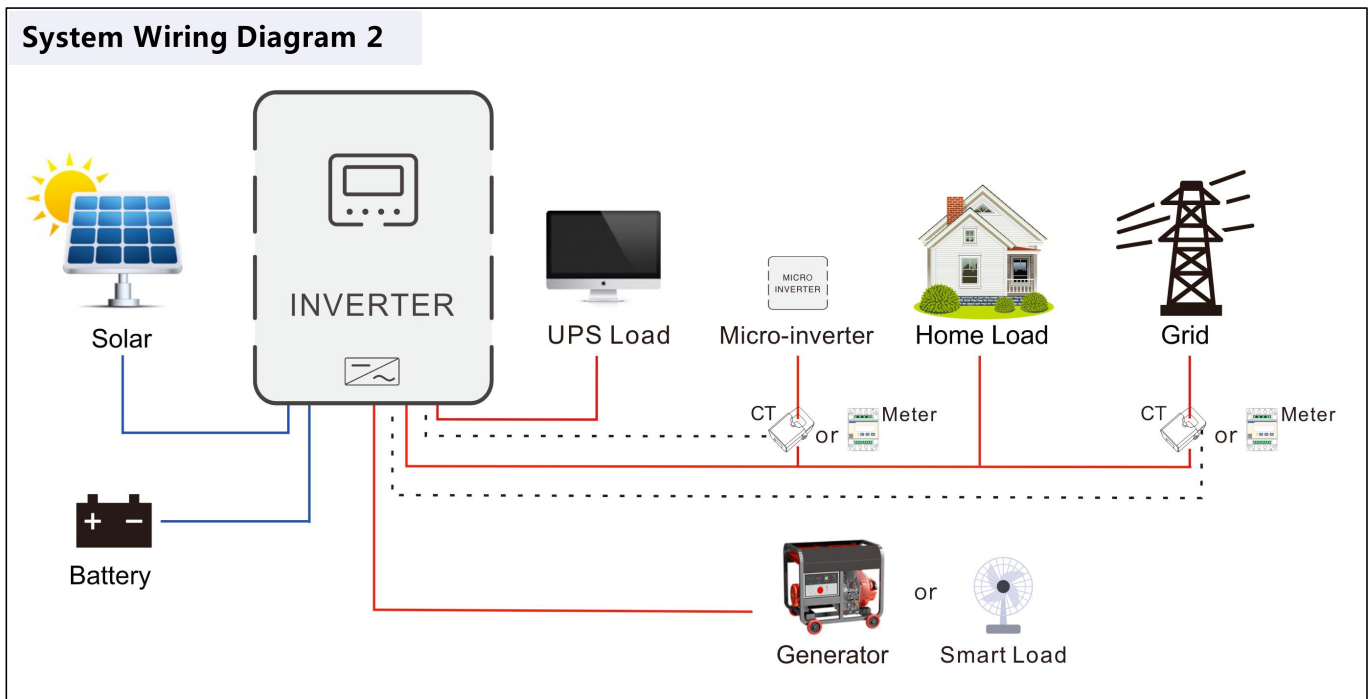 System Wiring Diagram 2
INVERTER
MICRO
INVERTER
Solar
UPS Load
Micro-inverter
Home Load
Grid
CT
or
Meter
CT
or
Meter
+ −
Battery
or
Generator
Smart Load